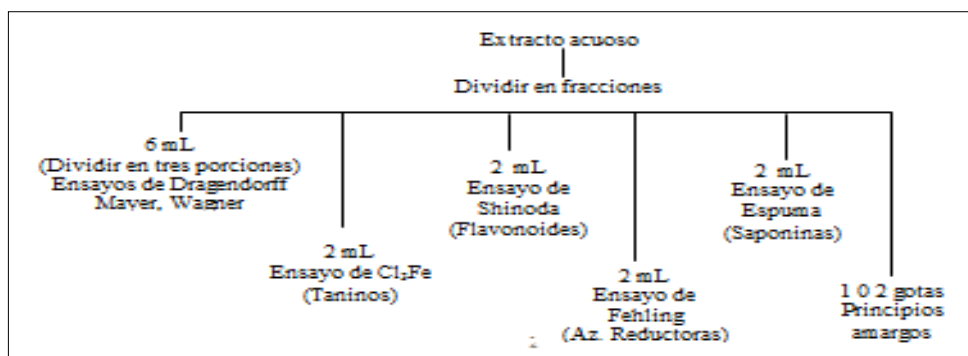 Extracto acuoso
Dividir en fracciones
6 mL
(Dividir en tres porciones)
Ensayos de Dragendorff
Mayer, Wagner
2 mL
Ensayo de Cl₃Fe
(Taninos)
2 mL
Ensayo de
Shinoda
(Flavonoides)
2 mL
Ensayo de
Fehling
(Az. Reductoras)
2 mL
Ensayo de
Espuma
(Saponinas)
1 0 2 gotas
Principios
amargos